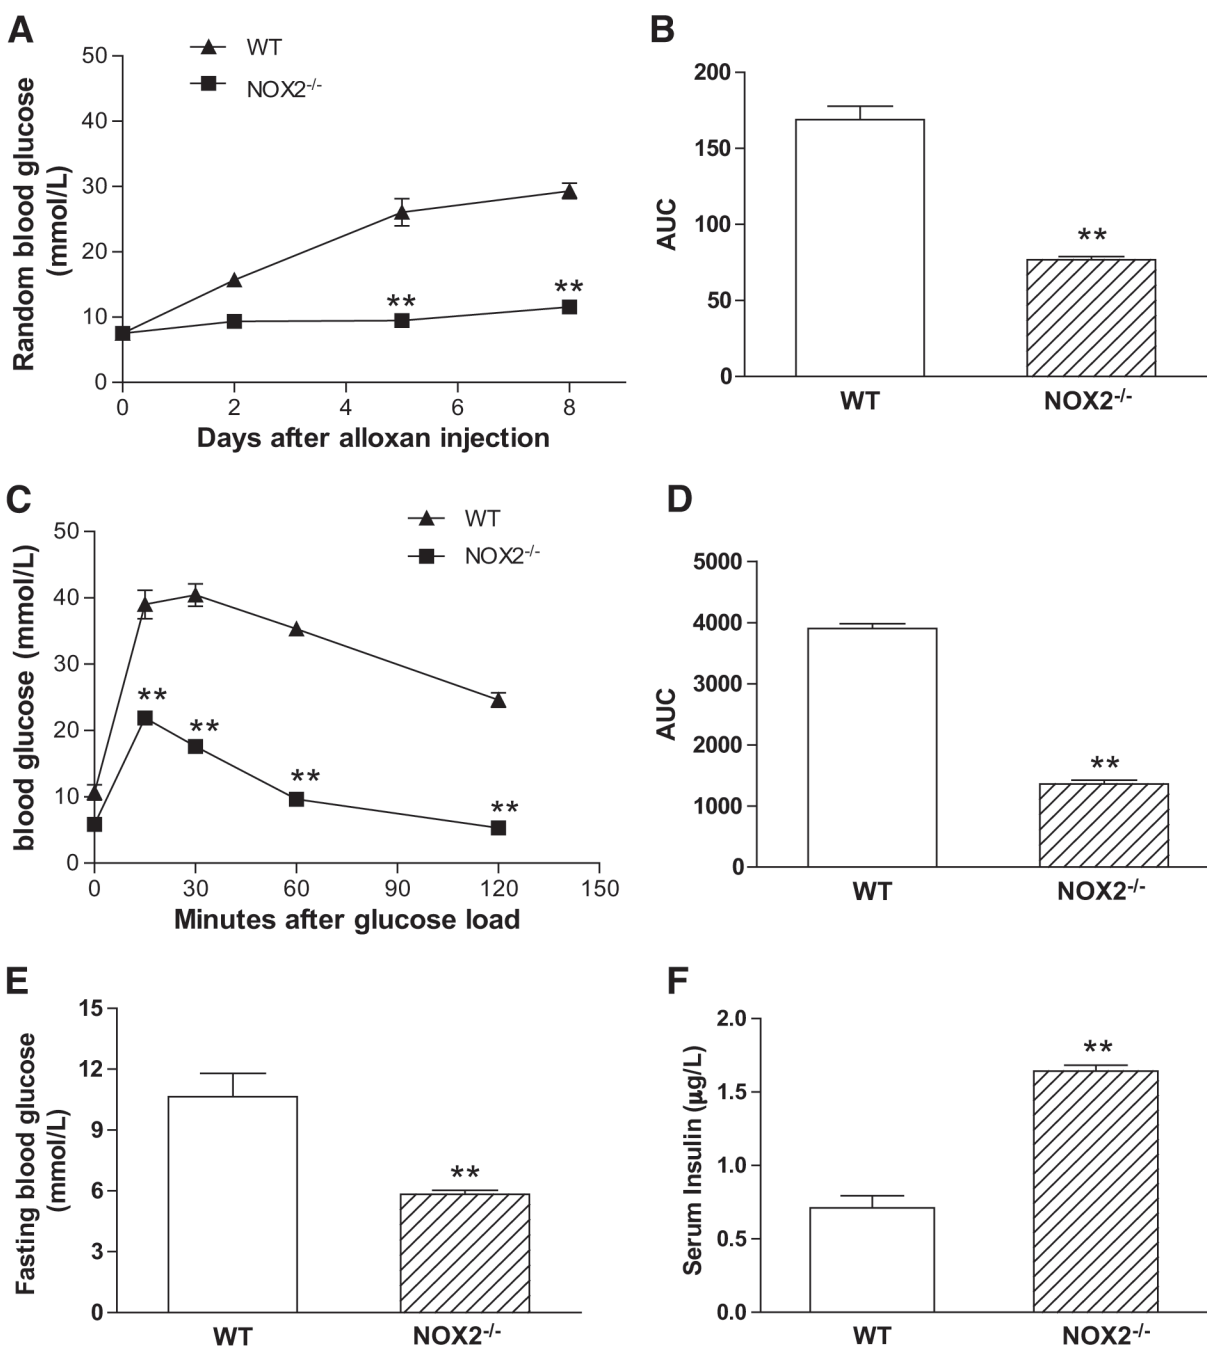 A
WT
NOX2-/-
50
40
30
20
10
0
Random blood glucose
(mmol/L)
0 2 4 6 8
Days after alloxan injection
**
**
B
200
150
100
50
0
AUC
**
WT NOX2-/-
C
WT
NOX2-/-
50
40
30
20
10
0
blood glucose (mmol/L)
**
**
**
**
0 30 60 90 120 150
Minutes after glucose load
D
5000
4000
3000
2000
1000
0
AUC
**
WT NOX2-/-
E
15
12
9
6
3
0
Fasting blood glucose
(mmol/L)
**
WT NOX2-/-
F
2.0
1.5
1.0
0.5
0.0
Serum Insulin (μg/L)
**
WT NOX2-/-